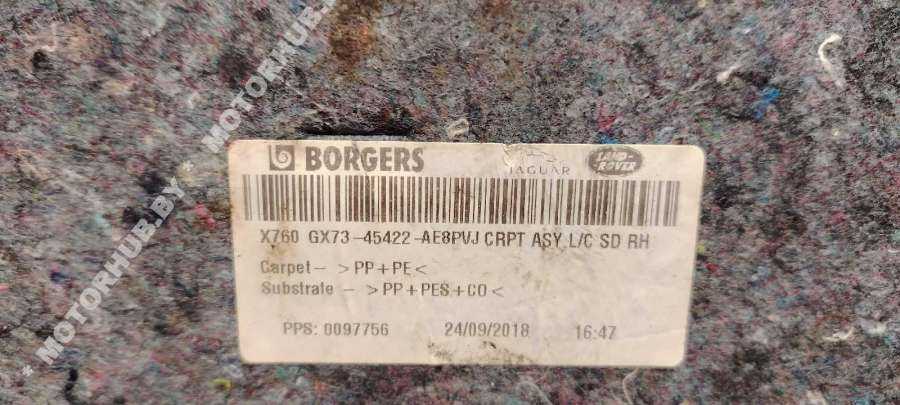 BORGERS JAGUAR LAND-ROVER
X760 GX73-45422-AE8PVJ CRPT ASY L/C SD RH
Carpet- >PP+PE<
Substrate - >PP+PES+CO<
PPS: 0097756 24/09/2018 16:47
* MOTORHUB.BY * MOTORHUB.BY *